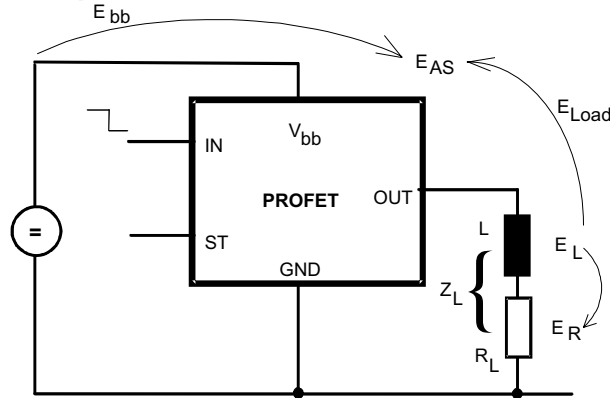 E bb
E AS
E Load
IN
V bb
PROFET
OUT
ST
GND
=
L
Z L
R L
E L
E R